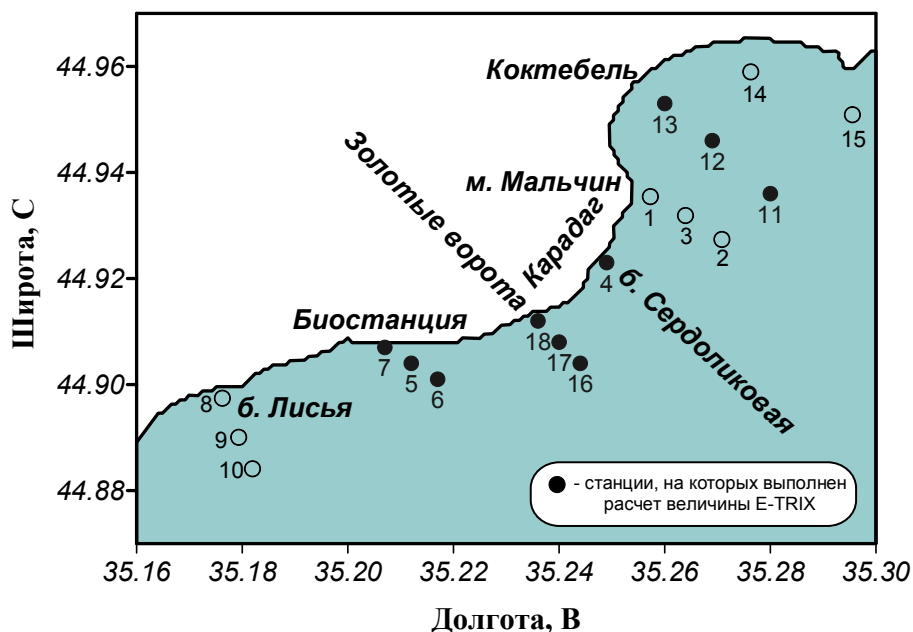 44.96
44.94
44.92
44.90
44.88
Широта, С
Коктебель
14
13
15
12
Золотые ворота
м. Мальчин
1
3
11
2
Карадаг
4
б. Сердоликовая
Биостанция
18
17
16
7
5
6
8
б. Лисья
9
10
- станции, на которых выполнен
расчет величины E-TRIX
35.16
35.18
35.20
35.22
35.24
35.26
35.28
35.30
Долгота, В